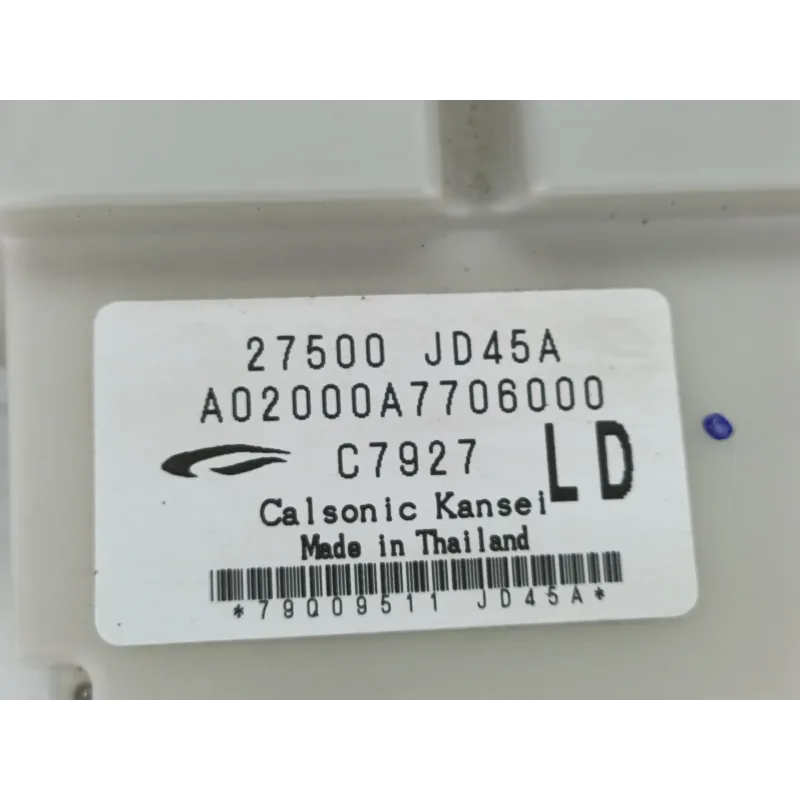 27500 JD45A
A02000A7706000
C7927 LD
Calsonic Kansei
Made in Thailand
*79Q09511 JD45A*